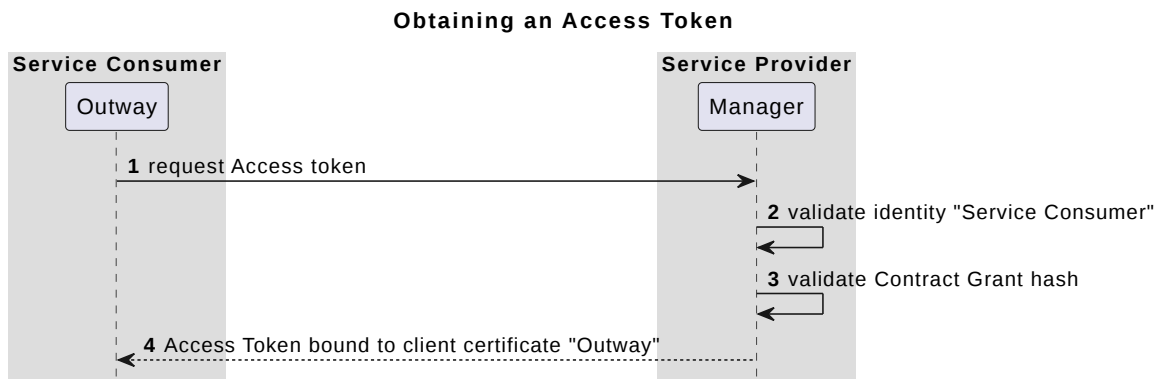 Obtaining an Access Token
Service Consumer
Service Provider
Outway
Manager
1 request Access token
2 validate identity "Service Consumer"
3 validate Contract Grant hash
4 Access Token bound to client certificate "Outway"